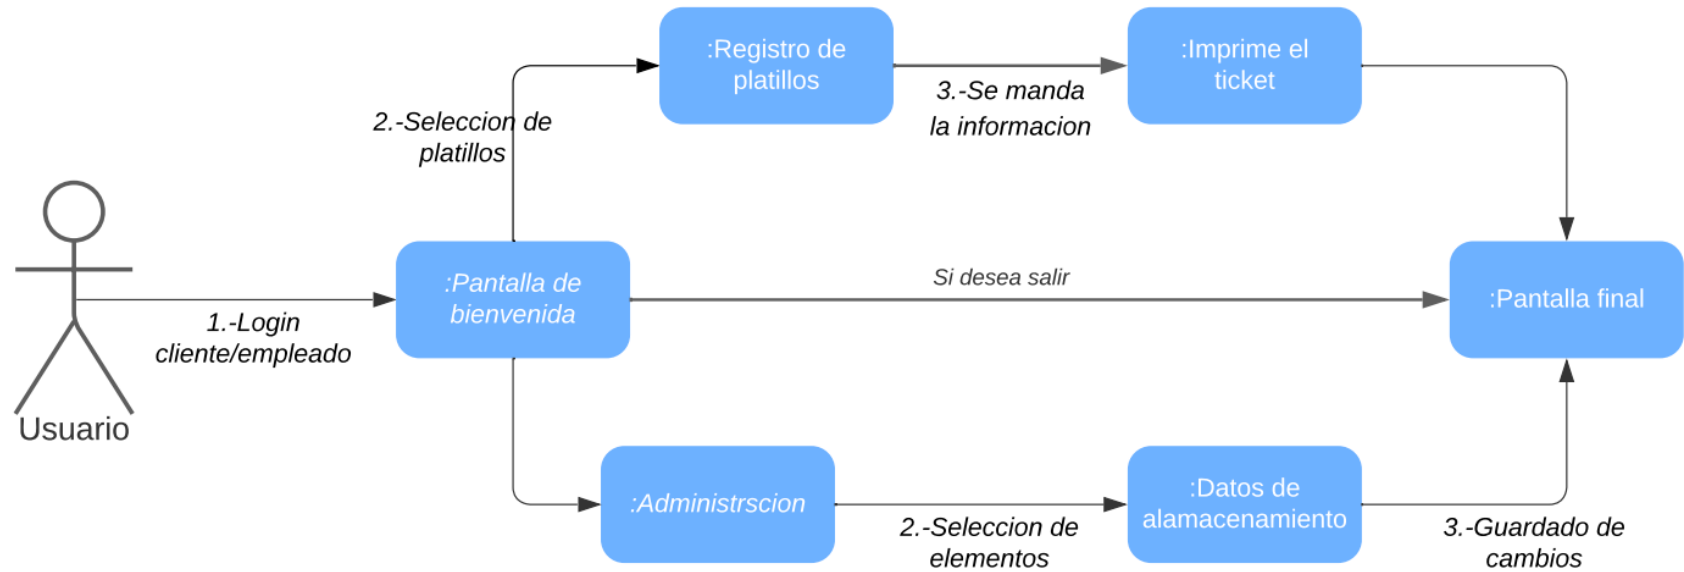 :Registro de
platillos
:Imprime el
ticket
3.-Se manda
la informacion
2.-Seleccion de
platillos
:Pantalla de
bienvenida
Si desea salir
:Pantalla final
1.-Login
cliente/empleado
Usuario
:Administrscion
2.-Seleccion de
elementos
:Datos de
alamacenamiento
3.-Guardado de
cambios